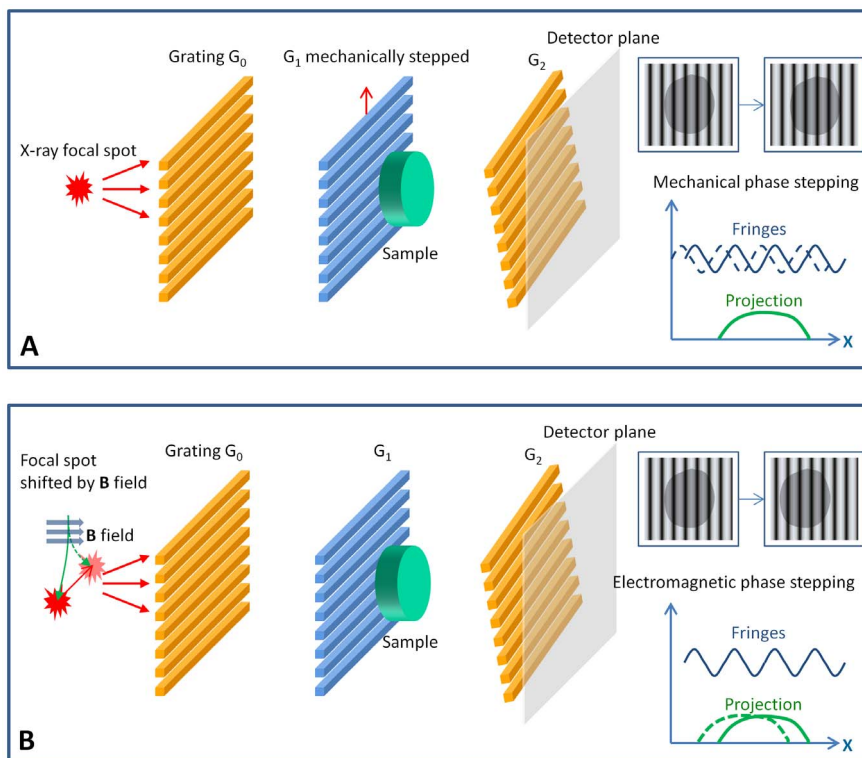 Detector plane
Grating G₀
G₁ mechanically stepped
G₂
X-ray focal spot
Sample
Mechanical phase stepping
Fringes
Projection
X
A
Detector plane
Grating G₀
G₁
G₂
Focal spot
shifted by B field
B field
Sample
Electromagnetic phase stepping
Fringes
Projection
X
B